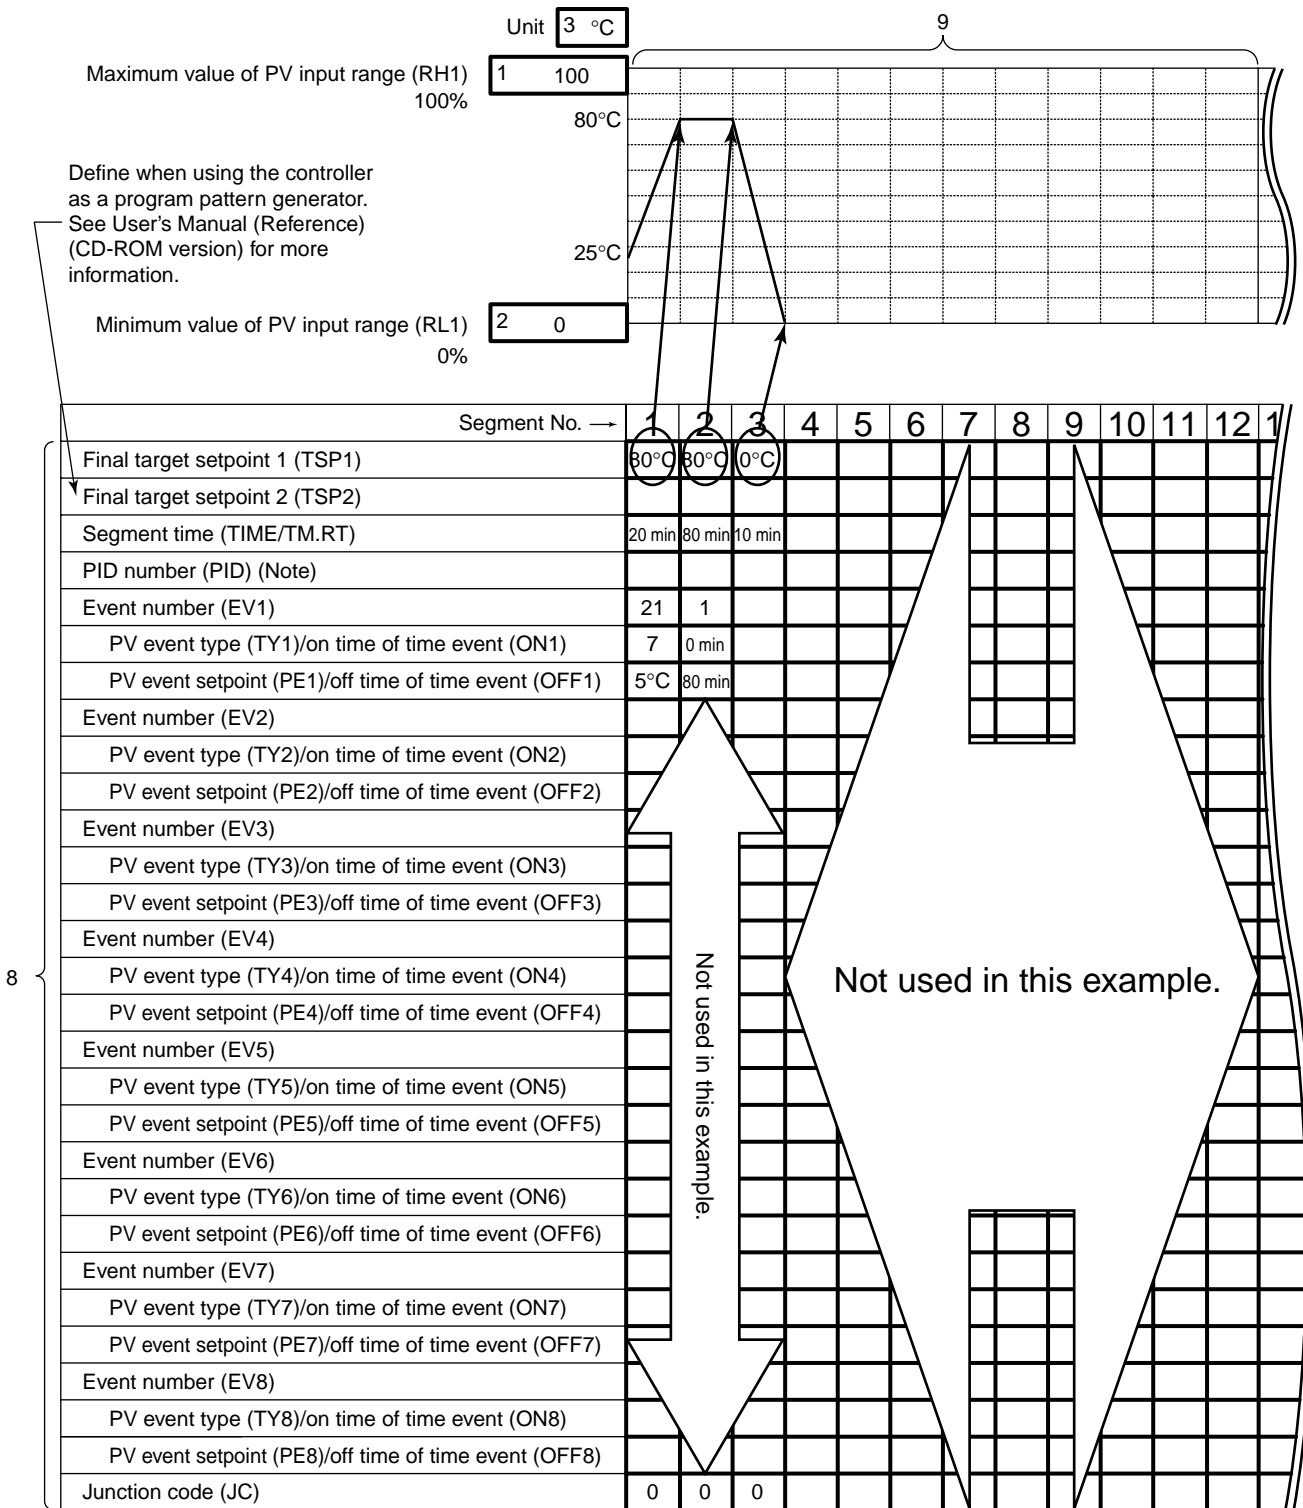 Unit 3 °C
9
Maximum value of PV input range (RH1) 1 100
100%
80°C
Define when using the controller
as a program pattern generator.
See User's Manual (Reference)
(CD-ROM version) for more
information.
25°C
Minimum value of PV input range (RL1) 2 0
0%
Segment No. → 1 2 3 4 5 6 7 8 9 10 11 12 1
Final target setpoint 1 (TSP1) 80°C 80°C 0°C
Final target setpoint 2 (TSP2)
Segment time (TIME/TM.RT) 20 min 80 min 10 min
PID number (PID) (Note)
Event number (EV1) 21 1
PV event type (TY1)/on time of time event (ON1) 7 0 min
PV event setpoint (PE1)/off time of time event (OFF1) 5°C 80 min
Event number (EV2)
PV event type (TY2)/on time of time event (ON2)
PV event setpoint (PE2)/off time of time event (OFF2)
Event number (EV3)
PV event type (TY3)/on time of time event (ON3)
PV event setpoint (PE3)/off time of time event (OFF3)
Event number (EV4)
8
PV event type (TY4)/on time of time event (ON4)
Not used in this example.
Not used in this example.
PV event setpoint (PE4)/off time of time event (OFF4)
Event number (EV5)
PV event type (TY5)/on time of time event (ON5)
PV event setpoint (PE5)/off time of time event (OFF5)
Event number (EV6)
PV event type (TY6)/on time of time event (ON6)
PV event setpoint (PE6)/off time of time event (OFF6)
Event number (EV7)
PV event type (TY7)/on time of time event (ON7)
PV event setpoint (PE7)/off time of time event (OFF7)
Event number (EV8)
PV event type (TY8)/on time of time event (ON8)
PV event setpoint (PE8)/off time of time event (OFF8)
Junction code (JC) 0 0 0